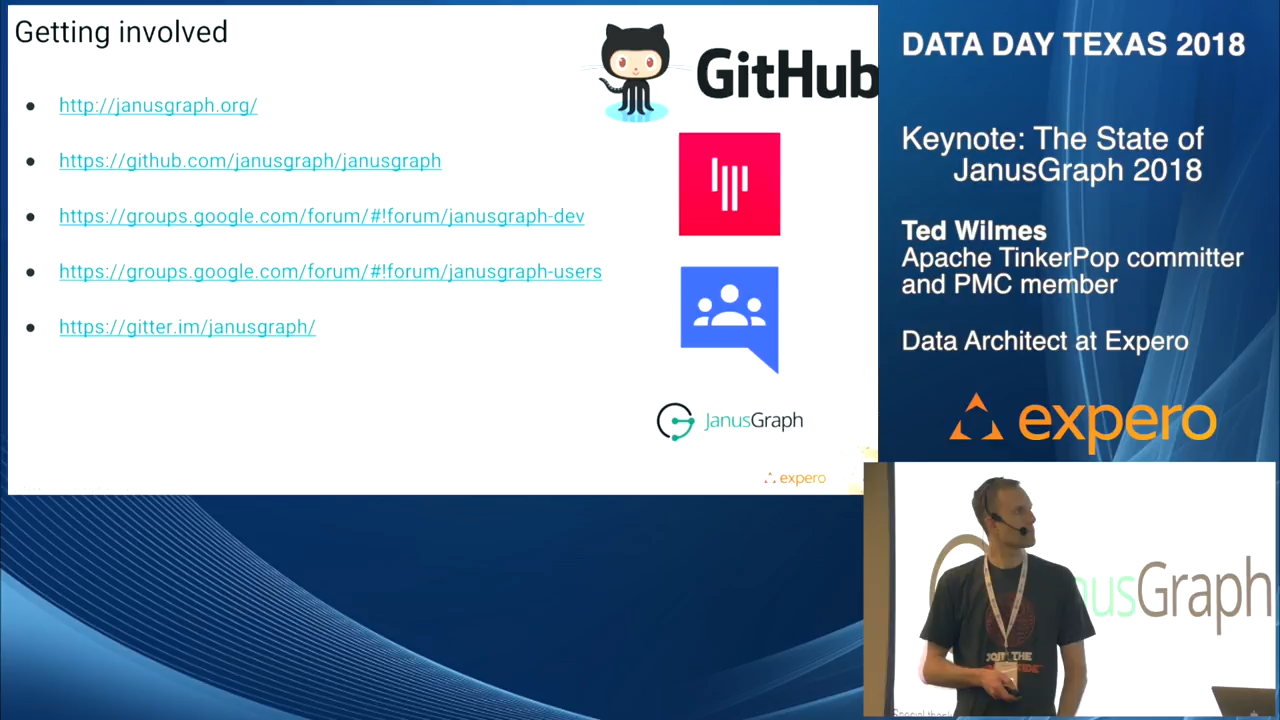 Getting involved
http://janusgraph.org/
https://github.com/janusgraph/janusgraph
https://groups.google.com/forum/#!forum/janusgraph-dev
https://groups.google.com/forum/#!forum/janusgraph-users
https://gitter.im/janusgraph/
GitHub
JanusGraph
expero
DATA DAY TEXAS 2018
Keynote: The State of
JanusGraph 2018
Ted Wilmes
Apache TinkerPop committer
and PMC member
Data Architect at Expero
expero
nusGraph
JOIN THE